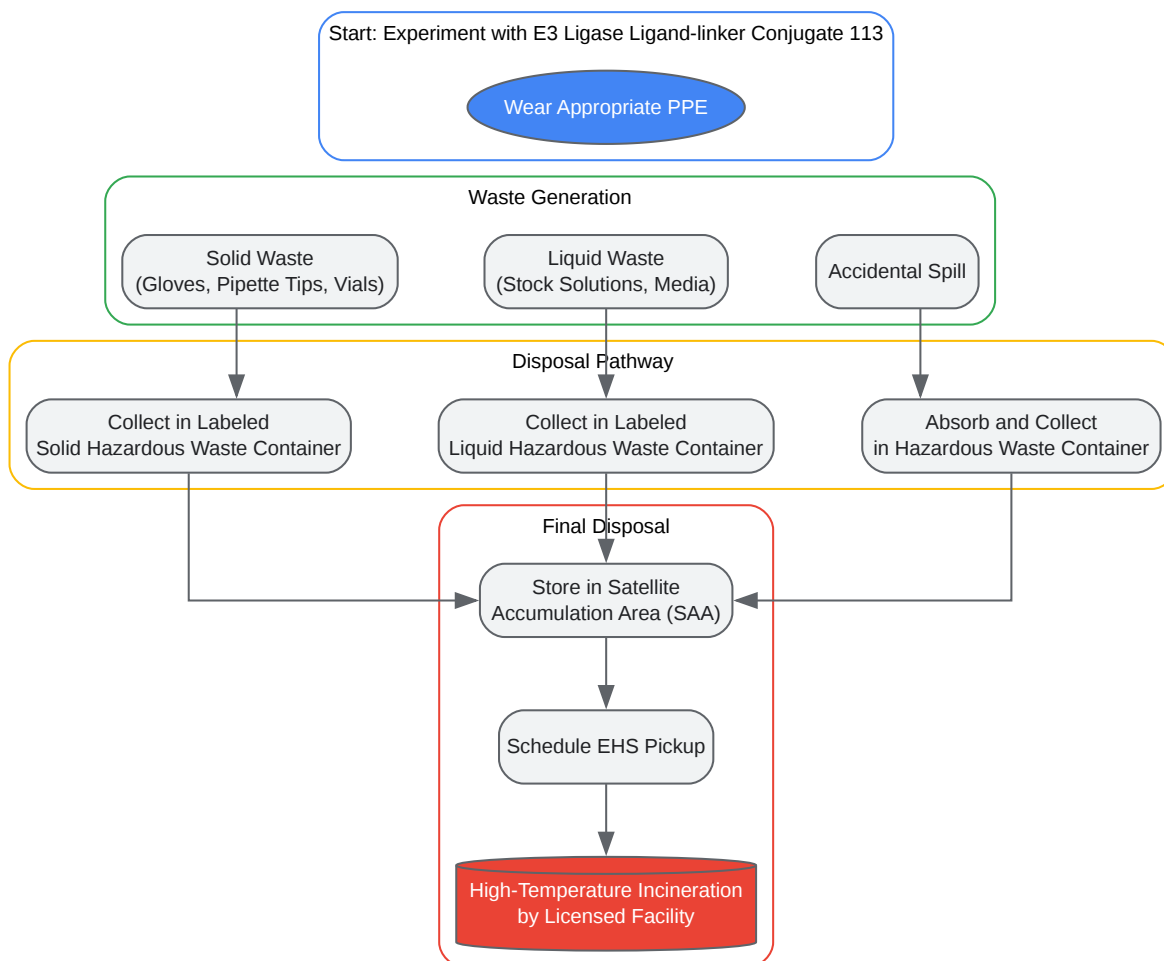 Start: Experiment with E3 Ligase Ligand-linker Conjugate 113
Wear Appropriate PPE
Waste Generation
Solid Waste
(Gloves, Pipette Tips, Vials)
Liquid Waste
(Stock Solutions, Media)
Accidental Spill
Disposal Pathway
Collect in Labeled
Solid Hazardous Waste Container
Collect in Labeled
Liquid Hazardous Waste Container
Absorb and Collect
in Hazardous Waste Container
Final Disposal
Store in Satellite
Accumulation Area (SAA)
Schedule EHS Pickup
High-Temperature Incineration
by Licensed Facility